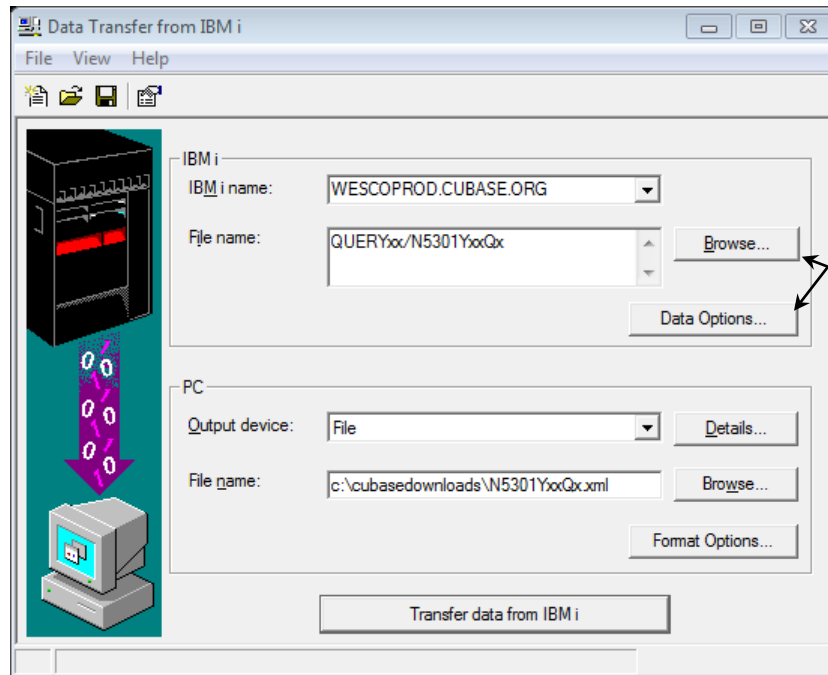 Data Transfer from IBM i
File View Help
IBM i
IBM i name: WESCOPROD.CUBASE.ORG
File name: QUERYxx/N5301YxxQx Browse...
Data Options...
PC
Output device: File Details...
File name: c:\cubasedownloads\N5301YxxQx.xml Browse...
Format Options...
Transfer data from IBM i